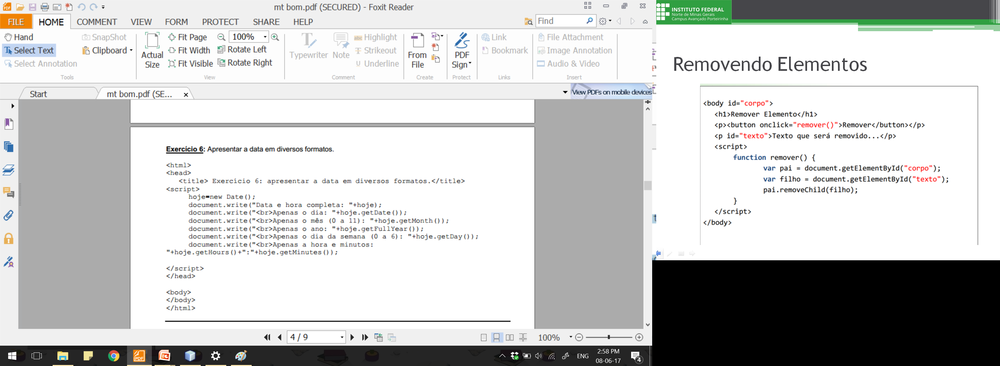 mt bom.pdf (SECURED) - Foxit Reader
FILE HOME COMMENT VIEW FORM PROTECT SHARE HELP
Find
Hand
Select Text
Select Annotation
SnapShot
Clipboard
Tools
Actual
Size
Fit Page
Fit Width
Fit Visible
100%
Rotate Left
Rotate Right
View
Typewriter
Note
Highlight
Strikeout
Underline
Comment
From
File
Create
PDF
Sign
Protect
Link
Bookmark
Links
File Attachment
Image Annotation
Audio & Video
Insert
Start
mt bom.pdf (SE...
View PDFs on mobile devices
Exercício 6: Apresentar a data em diversos formatos.
<html>
<head>
<title> Exercício 6: apresentar a data em diversos formatos.</title>
<script>
hoje=new Date();
document.write("Data e hora completa: "+hoje);
document.write("<br>Apenas o dia: "+hoje.getDate());
document.write("<br>Apenas o mês (0 a 11): "+hoje.getMonth());
document.write("<br>Apenas o ano: "+hoje.getFullYear());
document.write("<br>Apenas o dia da semana (0 a 6): "+hoje.getDay());
document.write("<br>Apenas a hora e minutos:
"+hoje.getHours()+":"+hoje.getMinutes());
</script>
</head>
<body>
</body>
</html>
4 / 9
100%
ENG
2:58 PM
08-06-17
4
INSTITUTO FEDERAL
Norte de Minas Gerais
Campus Avançado Porteirinha
Removendo Elementos
<body id="corpo">
<h1>Remover Elemento</h1>
<p><button onclick="remover()">Remover</button></p>
<p id="texto">Texto que será removido...</p>
<script>
function remover() {
var pai = document.getElementById("corpo");
var filho = document.getElementById("texto");
pai.removeChild(filho);
}
</script>
</body>